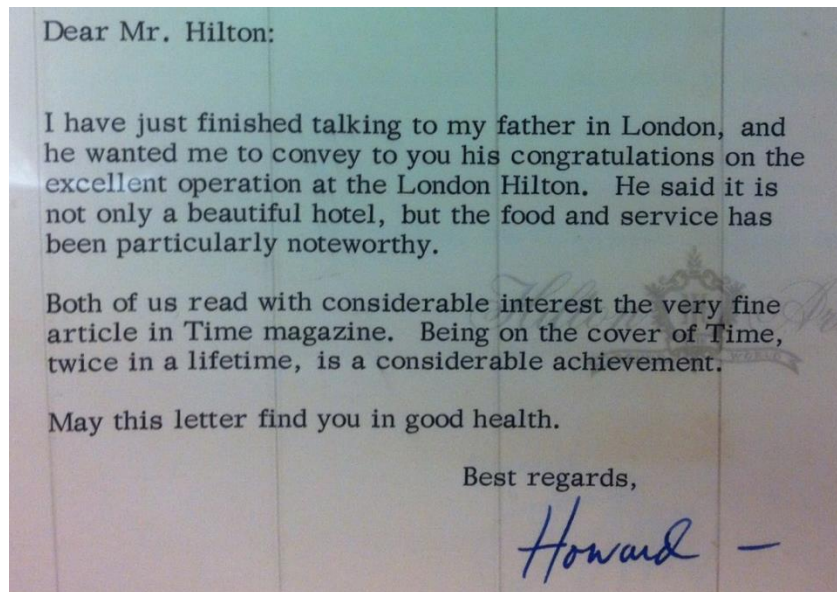 Dear Mr. Hilton:
I have just finished talking to my father in London, and
he wanted me to convey to you his congratulations on the
excellent operation at the London Hilton. He said it is
not only a beautiful hotel, but the food and service has
been particularly noteworthy.
Both of us read with considerable interest the very fine
article in Time magazine. Being on the cover of Time,
twice in a lifetime, is a considerable achievement.
May this letter find you in good health.
Best regards,
Howard —
Hilton
WORLD